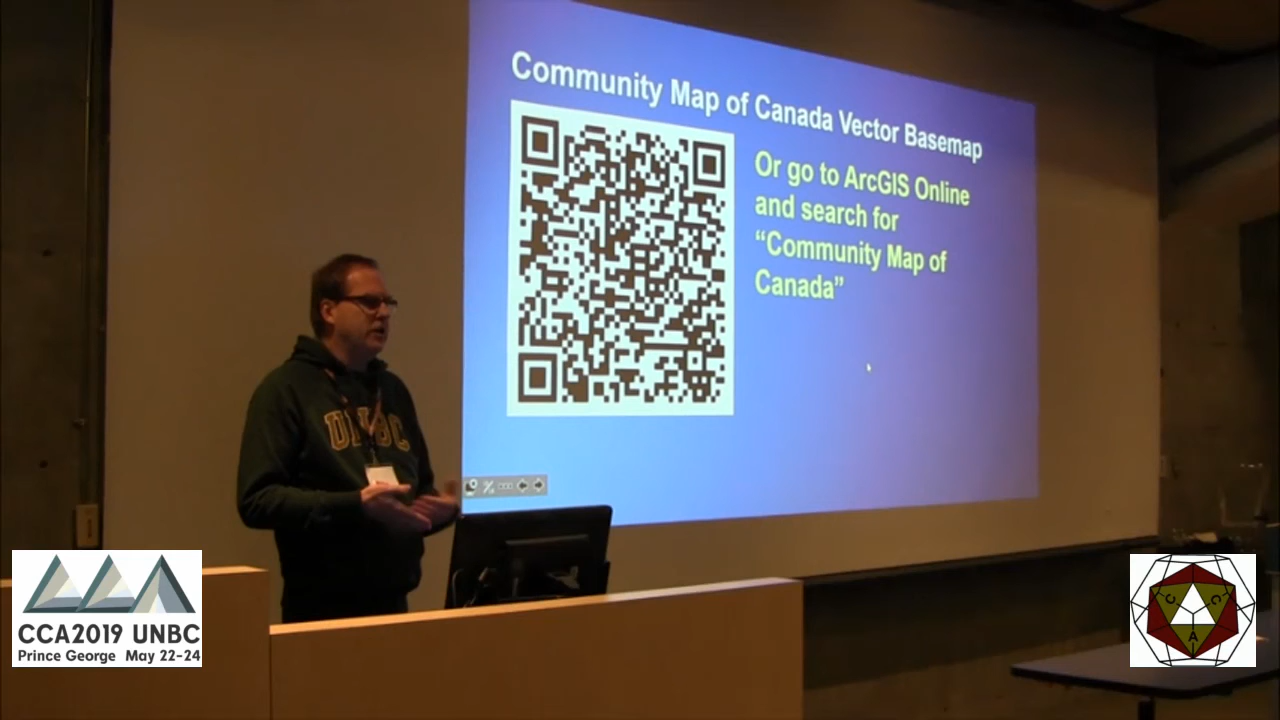 Community Map of Canada Vector Basemap
Or go to ArcGIS Online
and search for
“Community Map of
Canada”
UNBC
CCA2019 UNBC
Prince George May 22-24
C C A